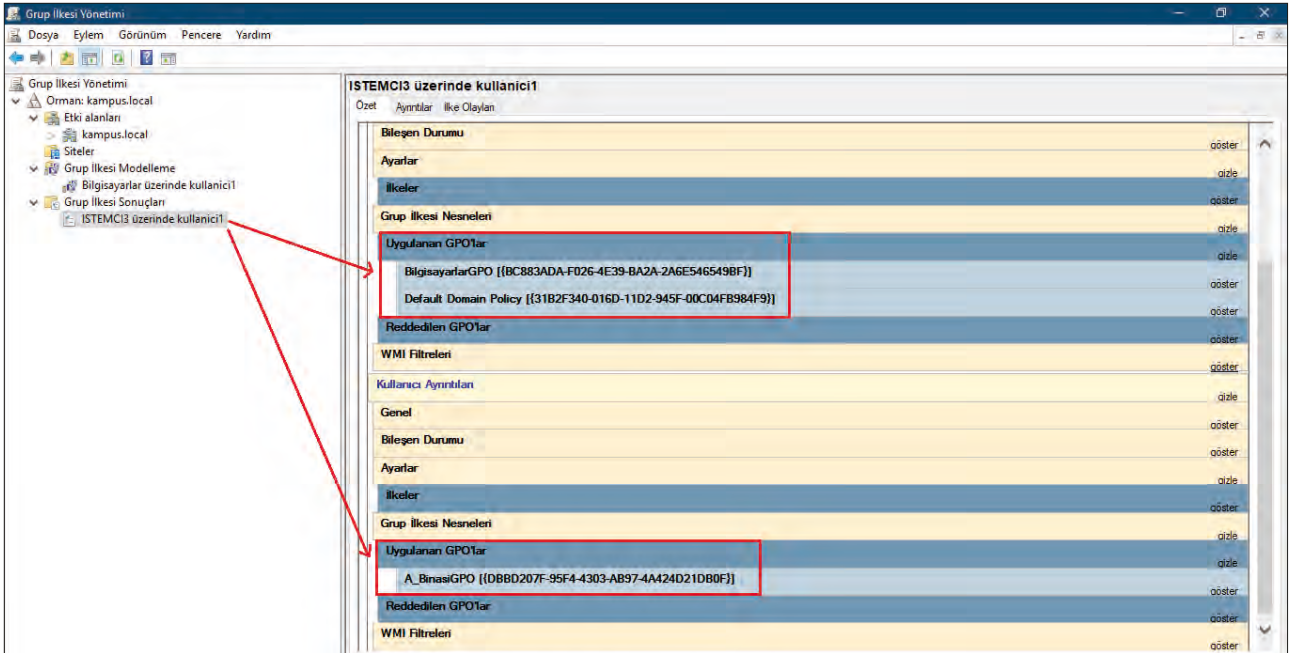 Grup İlkesi Yönetimi
Dosya Eylem Görünüm Pencere Yardım
Grup İlkesi Yönetimi
Orman: kampus.local
Etki alanları
kampus.local
Siteler
Grup İlkesi Modelleme
Bilgisayarlar üzerinde kullanici1
Grup İlkesi Sonuçları
ISTEMCI3 üzerinde kullanici1
ISTEMCI3 üzerinde kullanici1
Özet Ayrıntılar İlke Olayları
Bileşen Durumu
göster
Ayarlar
gizle
İlkeler
göster
Grup İlkesi Nesneleri
gizle
Uygulanan GPO'lar
gizle
BilgisayarlarGPO [{BC883ADA-F026-4E39-BA2A-2A6E546549BF}]
göster
Default Domain Policy [{31B2F340-016D-11D2-945F-00C04FB984F9}]
göster
Reddedilen GPO'lar
göster
WMI Filtreleri
göster
Kullanıcı Ayrıntıları
gizle
Genel
göster
Bileşen Durumu
göster
Ayarlar
gizle
İlkeler
göster
Grup İlkesi Nesneleri
gizle
Uygulanan GPO'lar
gizle
A_BinasiGPO [{DBBD207F-95F4-4303-AB97-4A424D21DB0F}]
göster
Reddedilen GPO'lar
göster
WMI Filtreleri
göster